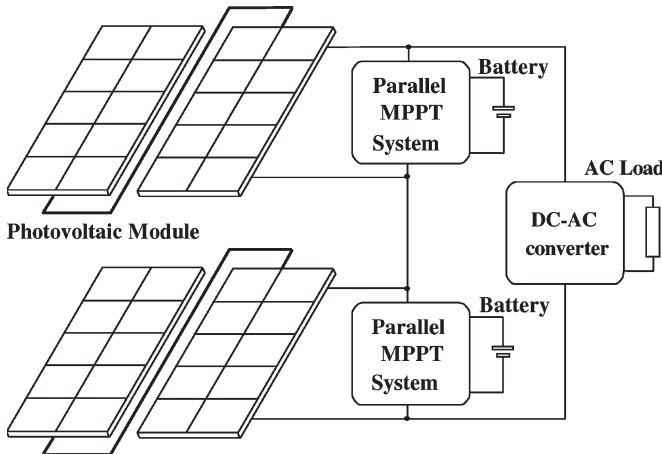 Battery
Parallel
MPPT
System
AC Load
Photovoltaic Module
DC-AC
converter
Battery
Parallel
MPPT
System